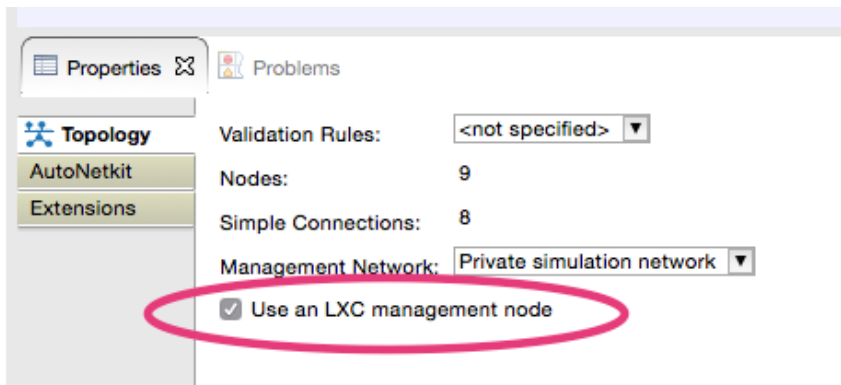 Properties Problems
Topology
AutoNetkit
Extensions
Validation Rules: <not specified>
Nodes: 9
Simple Connections: 8
Management Network: Private simulation network
Use an LXC management node